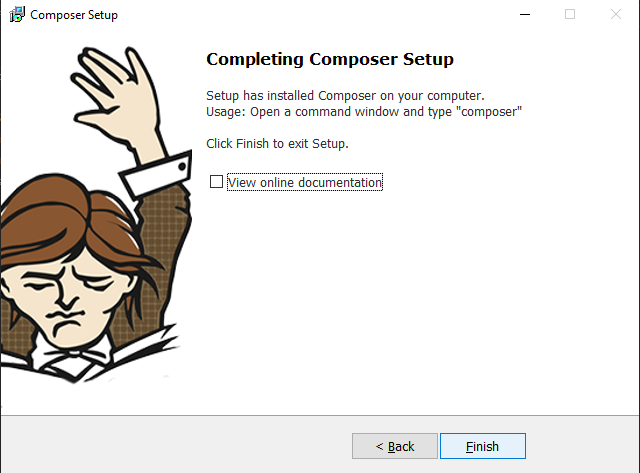 Composer Setup
Completing Composer Setup
Setup has installed Composer on your computer.
Usage: Open a command window and type "composer"
Click Finish to exit Setup.
View online documentation
< Back
Finish